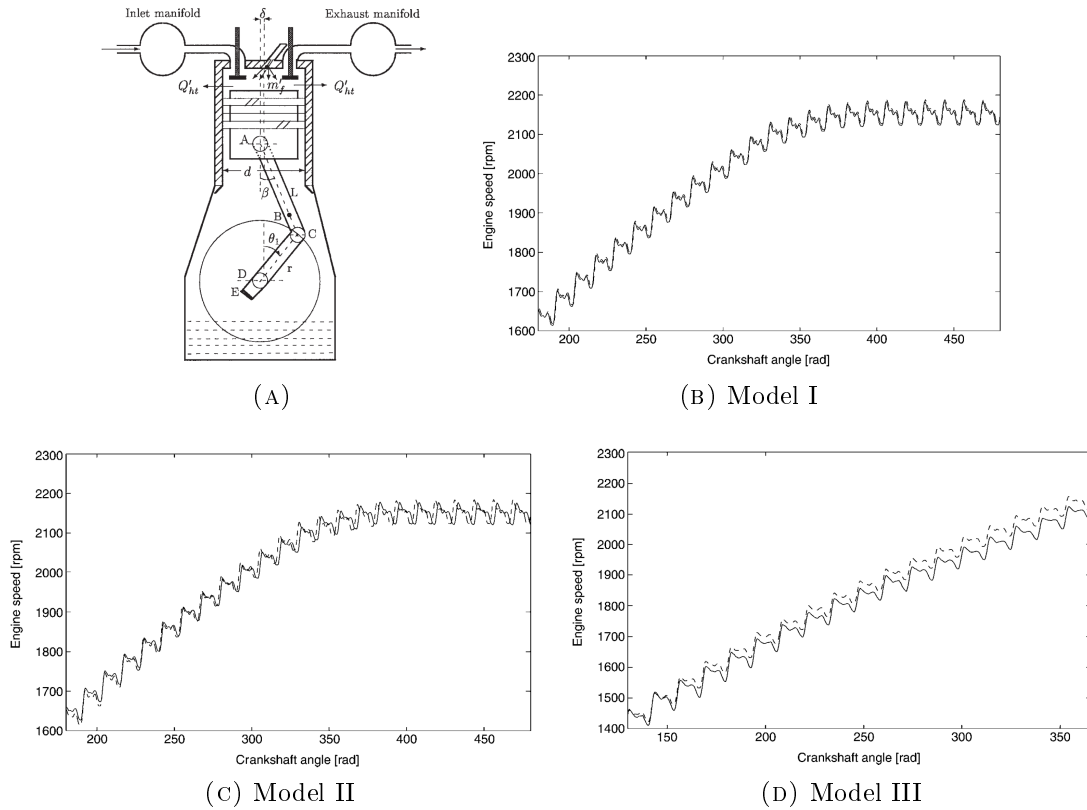 Inlet manifold
δ
Exhaust manifold
Q′ht
m′f
Q′ht
A
d
β
L
B
C
θ1
D
r
E
(A)
2300
2200
2100
2000
1900
1800
1700
1600
Engine speed [rpm]
200 250 300 350 400 450
Crankshaft angle [rad]
(B) Model I
2300
2200
2100
2000
1900
1800
1700
1600
Engine speed [rpm]
200 250 300 350 400 450
Crankshaft angle [rad]
(C) Model II
2300
2200
2100
2000
1900
1800
1700
1600
1500
1400
Engine speed [rpm]
150 200 250 300 350
Crankshaft angle [rad]
(D) Model III